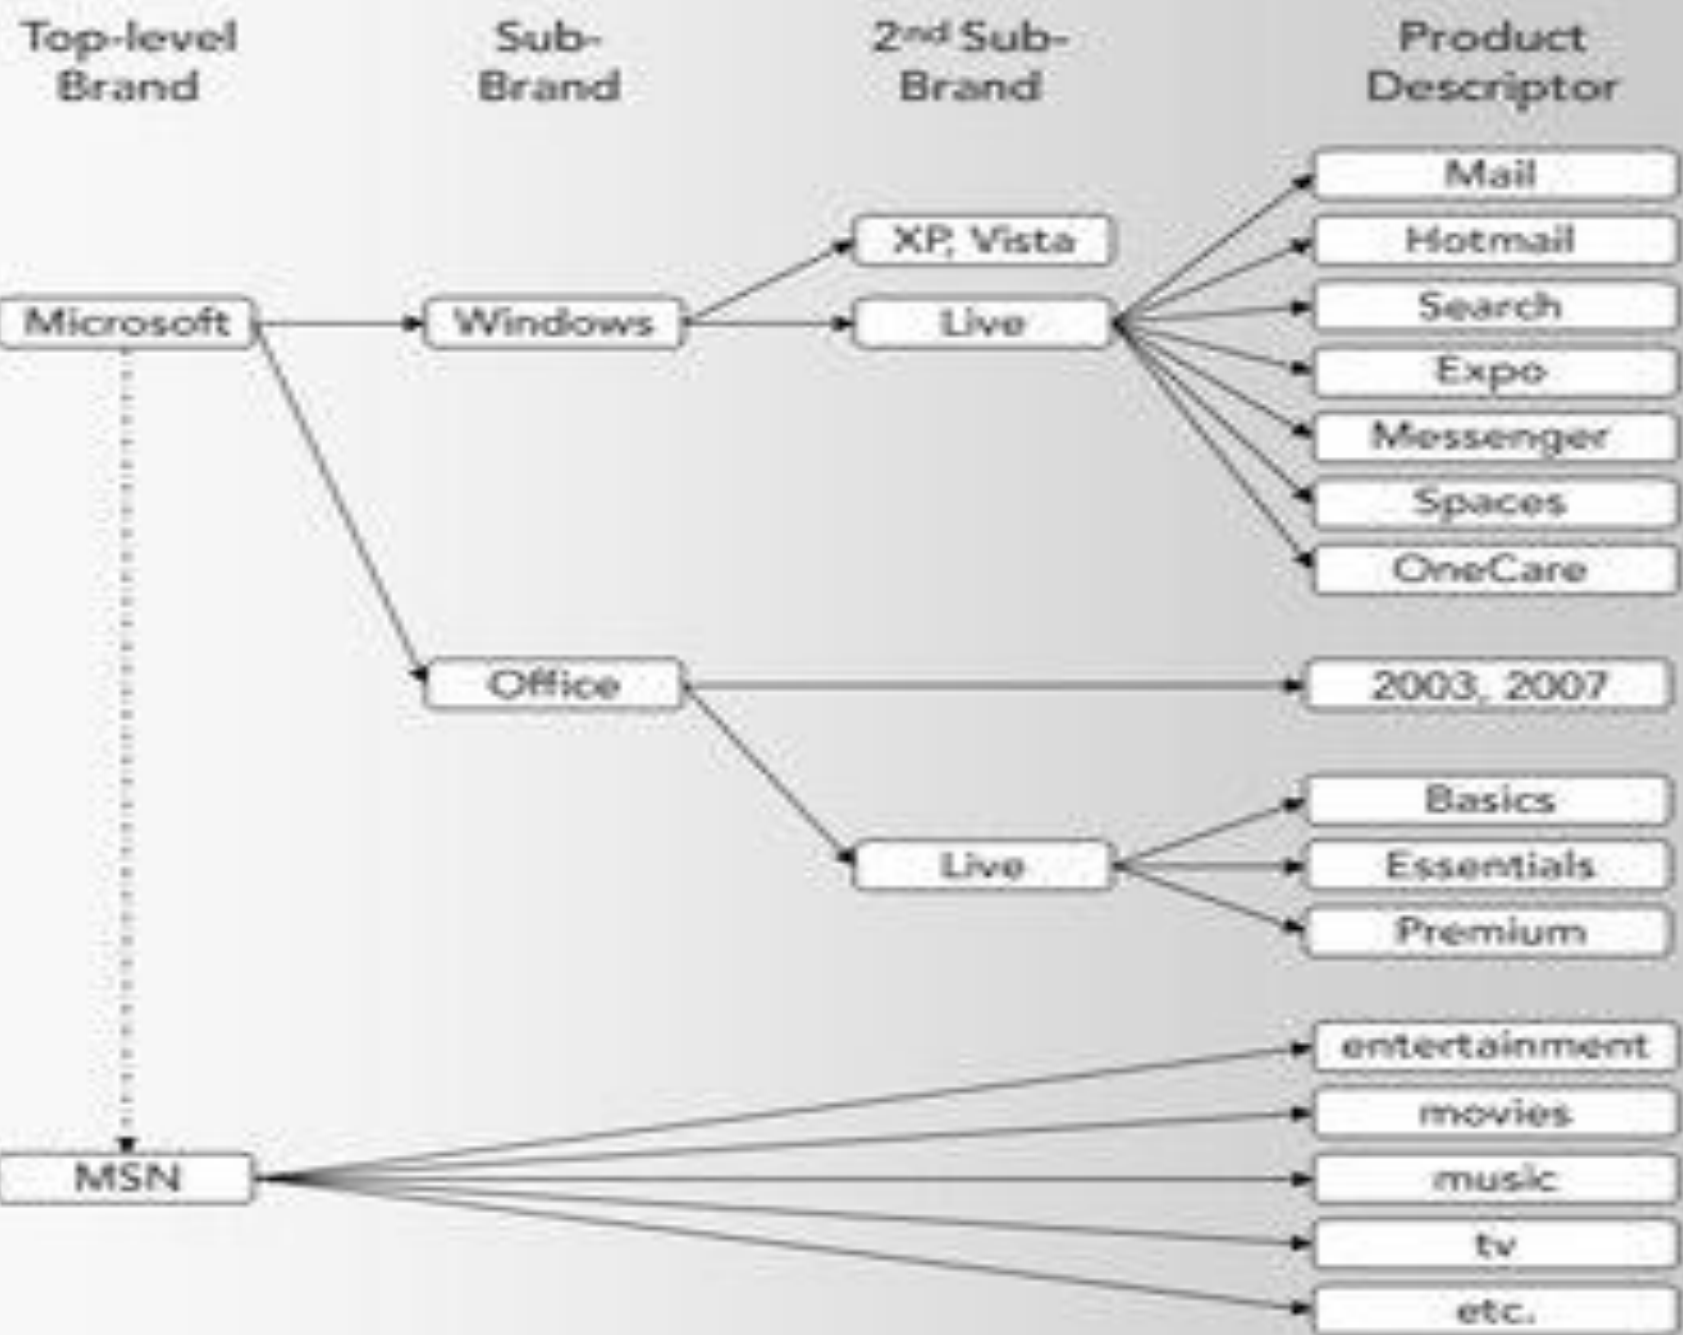 Top-level
Brand
Sub-
Brand
2nd Sub-
Brand
Product
Descriptor
Mail
XP, Vista
Hotmail
Search
Microsoft
Windows
Live
Expo
Messenger
Spaces
OneCare
Office
2003, 2007
Basics
Live
Essentials
Premium
entertainment
movies
MSN
music
tv
etc.